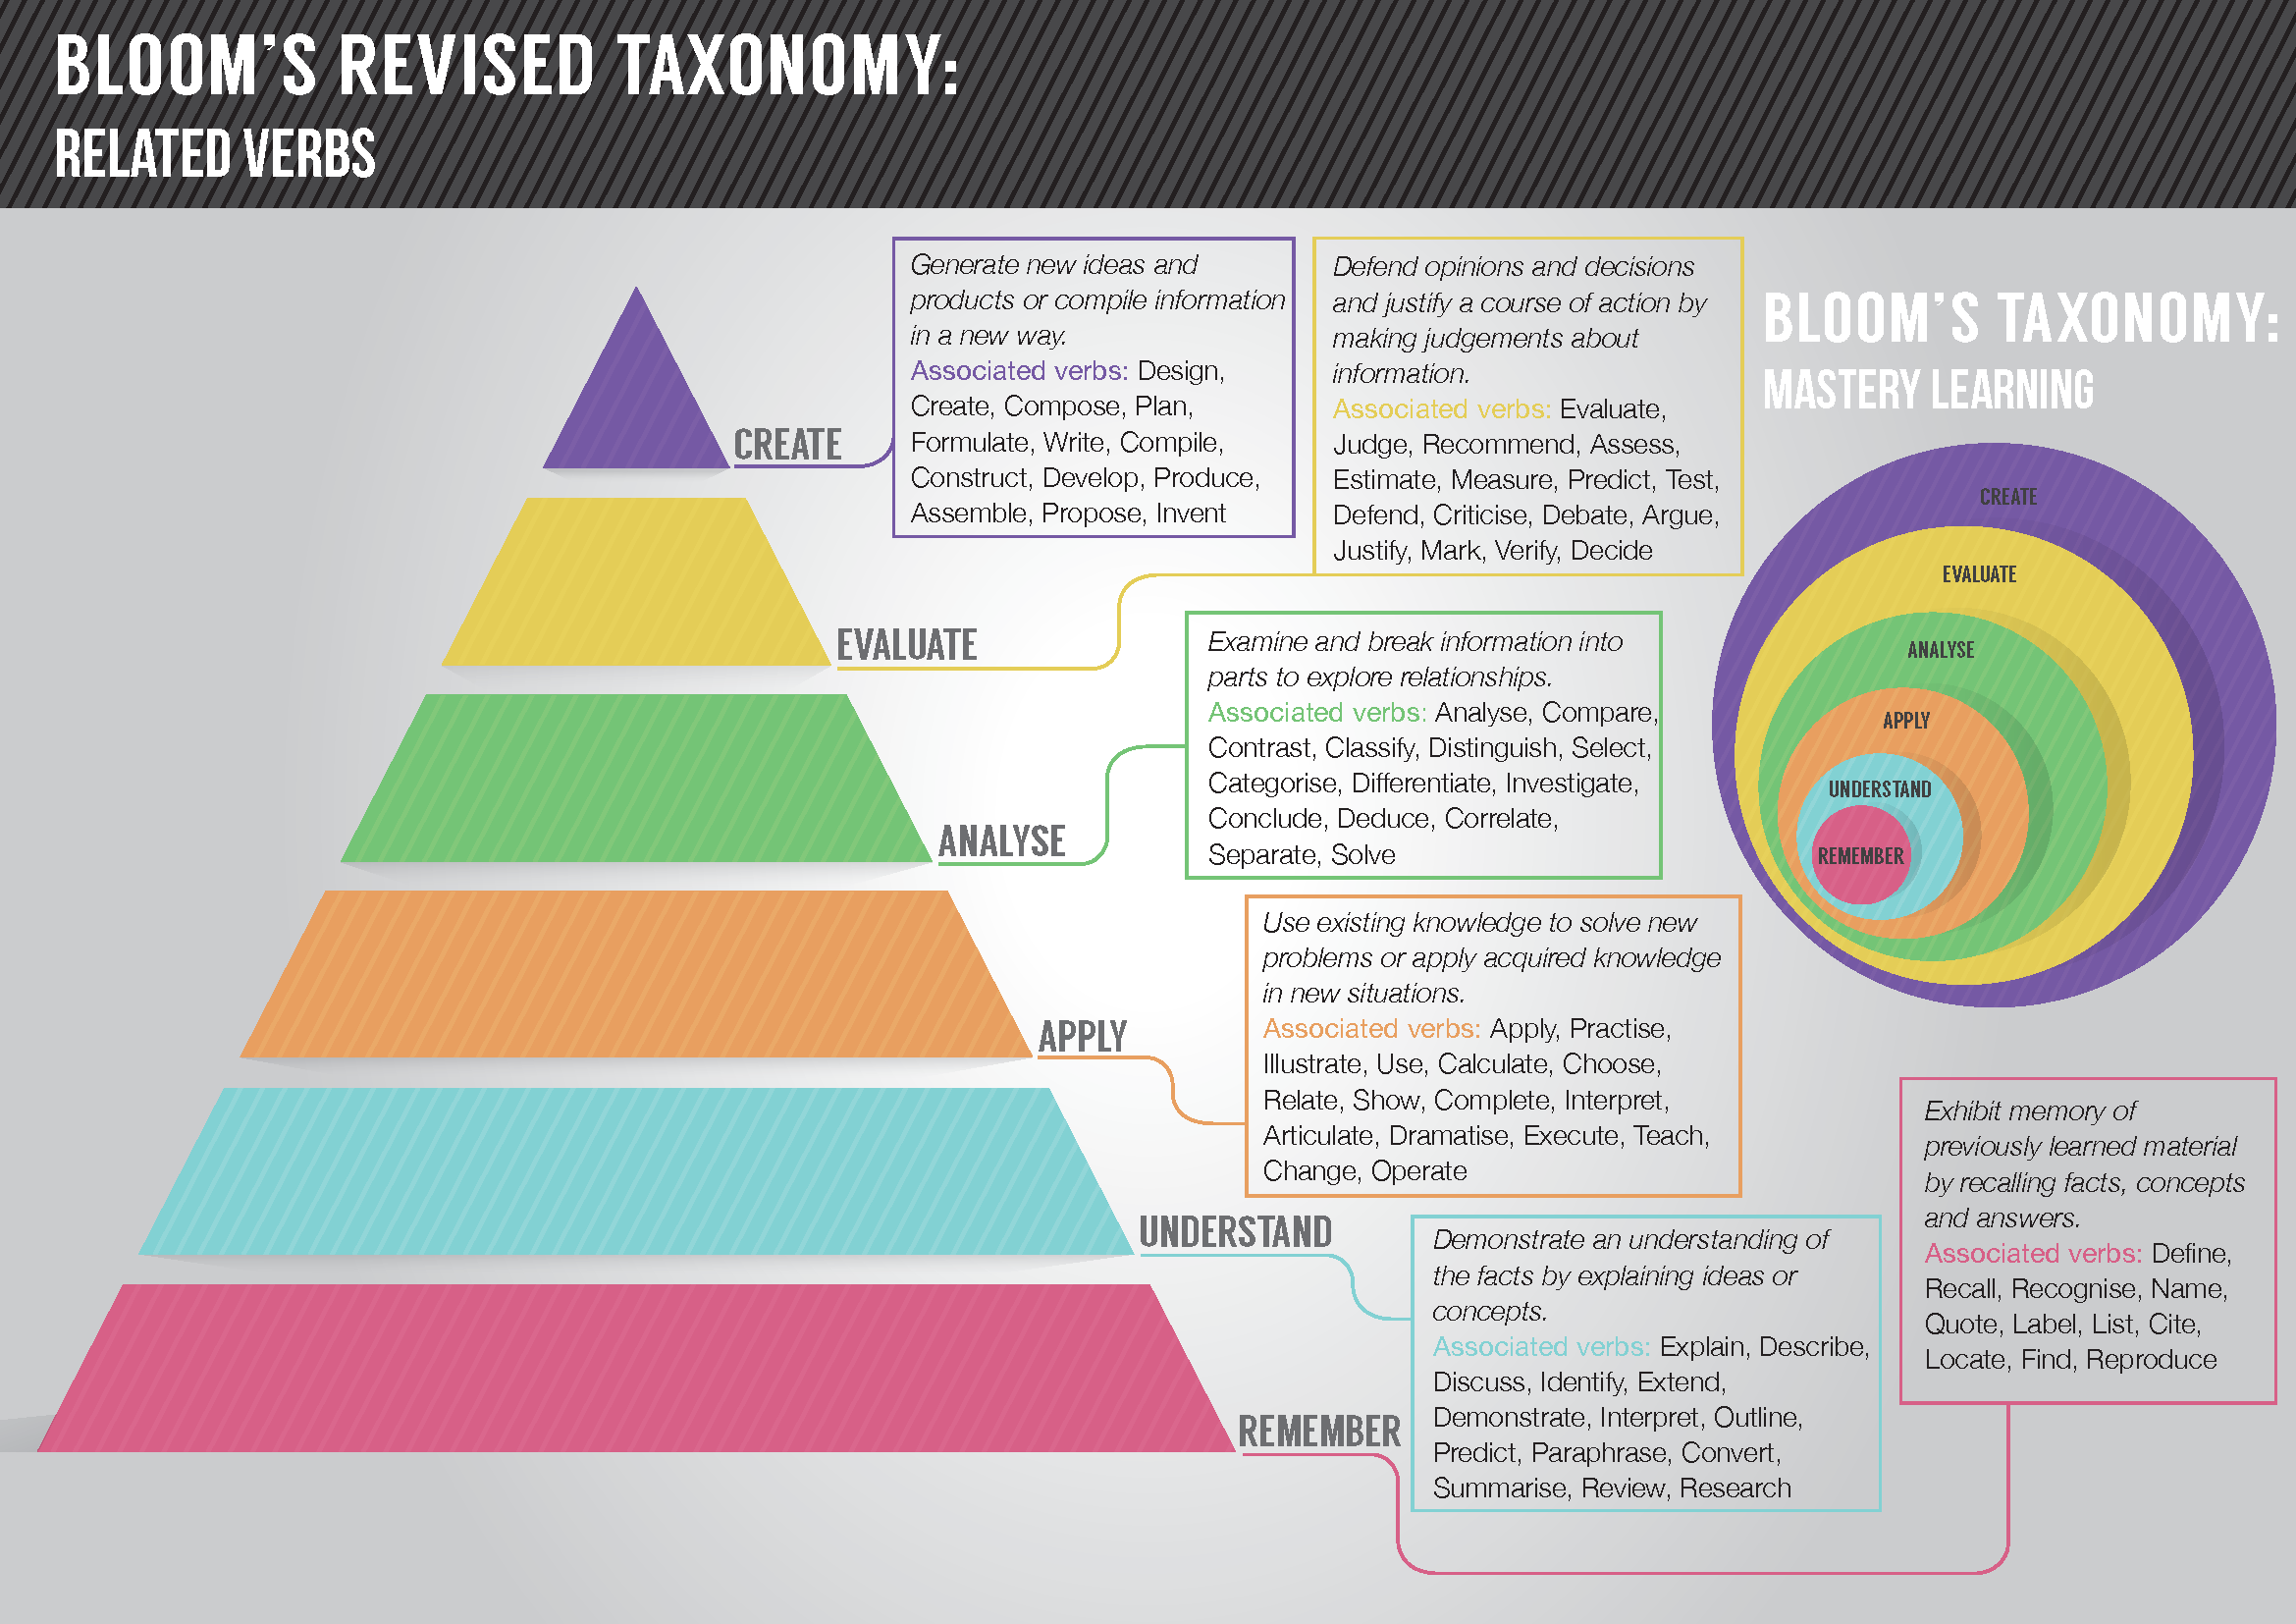 BLOOM'S REVISED TAXONOMY:
RELATED VERBS
Generate new ideas and
products or compile information
in a new way.
Associated verbs: Design,
Create, Compose, Plan,
Formulate, Write, Compile,
Construct, Develop, Produce,
Assemble, Propose, Invent
CREATE
Defend opinions and decisions
and justify a course of action by
making judgements about
information.
Associated verbs: Evaluate,
Judge, Recommend, Assess,
Estimate, Measure, Predict, Test,
Defend, Criticise, Debate, Argue,
Justify, Mark, Verify, Decide
EVALUATE
Examine and break information into
parts to explore relationships.
Associated verbs: Analyse, Compare,
Contrast, Classify, Distinguish, Select,
Categorise, Differentiate, Investigate,
Conclude, Deduce, Correlate,
Separate, Solve
ANALYSE
Use existing knowledge to solve new
problems or apply acquired knowledge
in new situations.
Associated verbs: Apply, Practise,
Illustrate, Use, Calculate, Choose,
Relate, Show, Complete, Interpret,
Articulate, Dramatise, Execute, Teach,
Change, Operate
APPLY
Demonstrate an understanding of
the facts by explaining ideas or
concepts.
Associated verbs: Explain, Describe,
Discuss, Identify, Extend,
Demonstrate, Interpret, Outline,
Predict, Paraphrase, Convert,
Summarise, Review, Research
UNDERSTAND
Exhibit memory of
previously learned material
by recalling facts, concepts
and answers.
Associated verbs: Define,
Recall, Recognise, Name,
Quote, Label, List, Cite,
Locate, Find, Reproduce
REMEMBER
BLOOM'S TAXONOMY:
MASTERY LEARNING
CREATE
EVALUATE
ANALYSE
APPLY
UNDERSTAND
REMEMBER